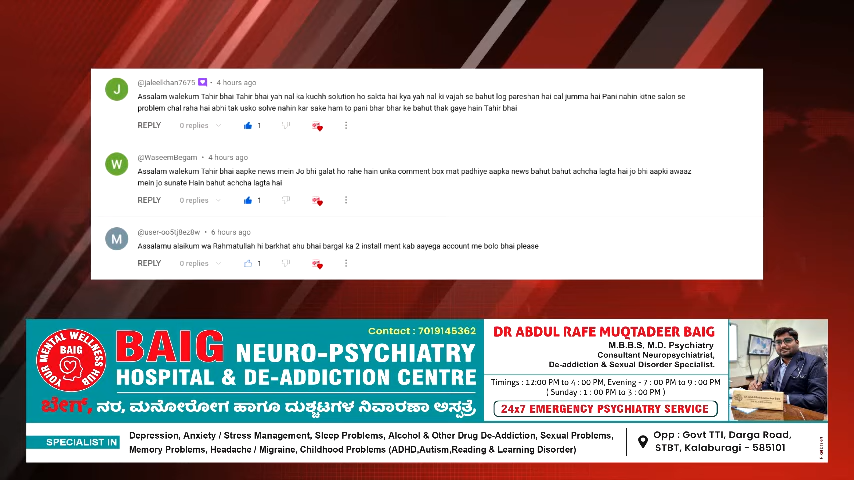 J
@jaleelkhan7675 • 4 hours ago
Assalam walekum Tahir bhai Tahir bhai yah nal ka kuchh solution ho sakta hai kya yah nal ki vajah se bahut log pareshan hai cal jumma hai Pani nahin kitne salon se
problem chal raha hai abhi tak usko solve nahin kar sake ham to pani bhar bhar ke bahut thak gaye hain Tahir bhai
REPLY 0 replies 1
W
@WaseemBegam • 4 hours ago
Assalam walekum Tahir bhai aapke news mein Jo bhi galat ho rahe hain unka comment box mat padhiye aapka news bahut bahut achcha lagta hai jo bhi aapki awaaz
mein jo sunate Hain bahut achcha lagta hai
REPLY 0 replies 1
M
@user-oo5tj8ez8w • 6 hours ago
Assalamu alaikum wa Rahmatullah hi barkhat ahu bhai bargal ka 2 install ment kab aayega account me bolo bhai please
REPLY 0 replies 1
YOUR MENTAL WELLNESS HUB
BAIG
Contact : 7019145362
BAIG NEURO-PSYCHIATRY
HOSPITAL & DE-ADDICTION CENTRE
ಬೇಗ್, ನರ, ಮನೋರೋಗ ಹಾಗೂ ದುಶ್ಚಟಗಳ ನಿವಾರಣಾ ಆಸ್ಪತ್ರೆ
DR ABDUL RAFE MUQTADEER BAIG
M.B.B.S, M.D. Psychiatry
Consultant Neuropsychiatrist,
De-addiction & Sexual Disorder Specialist.
Timings : 12:00 PM to 4 : 00 PM, Evening - 7 : 00 PM to 9 : 00 PM
( Sunday : 1:00 PM to 3 : 00 PM )
24x7 EMERGENCY PSYCHIATRY SERVICE
SPECIALIST IN
Depression, Anxiety / Stress Management, Sleep Problems, Alcohol & Other Drug De-Addiction, Sexual Problems,
Memory Problems, Headache / Migraine, Childhood Problems (ADHD,Autism,Reading & Learning Disorder)
Opp : Govt TTI, Darga Road,
STBT, Kalaburagi - 585101